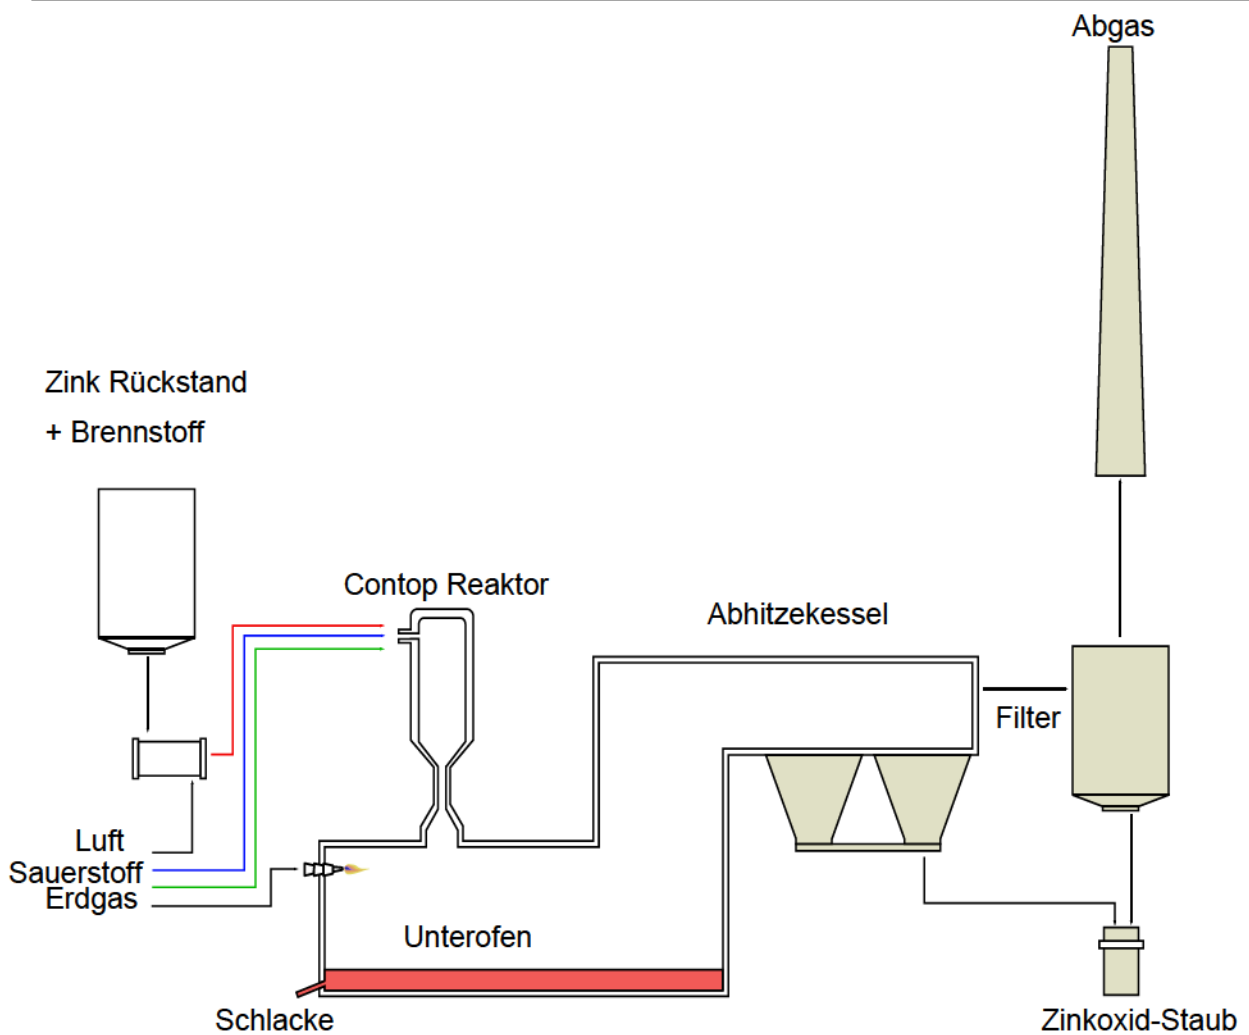 Abgas
Zink Rückstand
+ Brennstoff
Contop Reaktor
Abhitzekessel
Filter
Luft
Sauerstoff
Erdgas
Unterofen
Schlacke
Zinkoxid-Staub